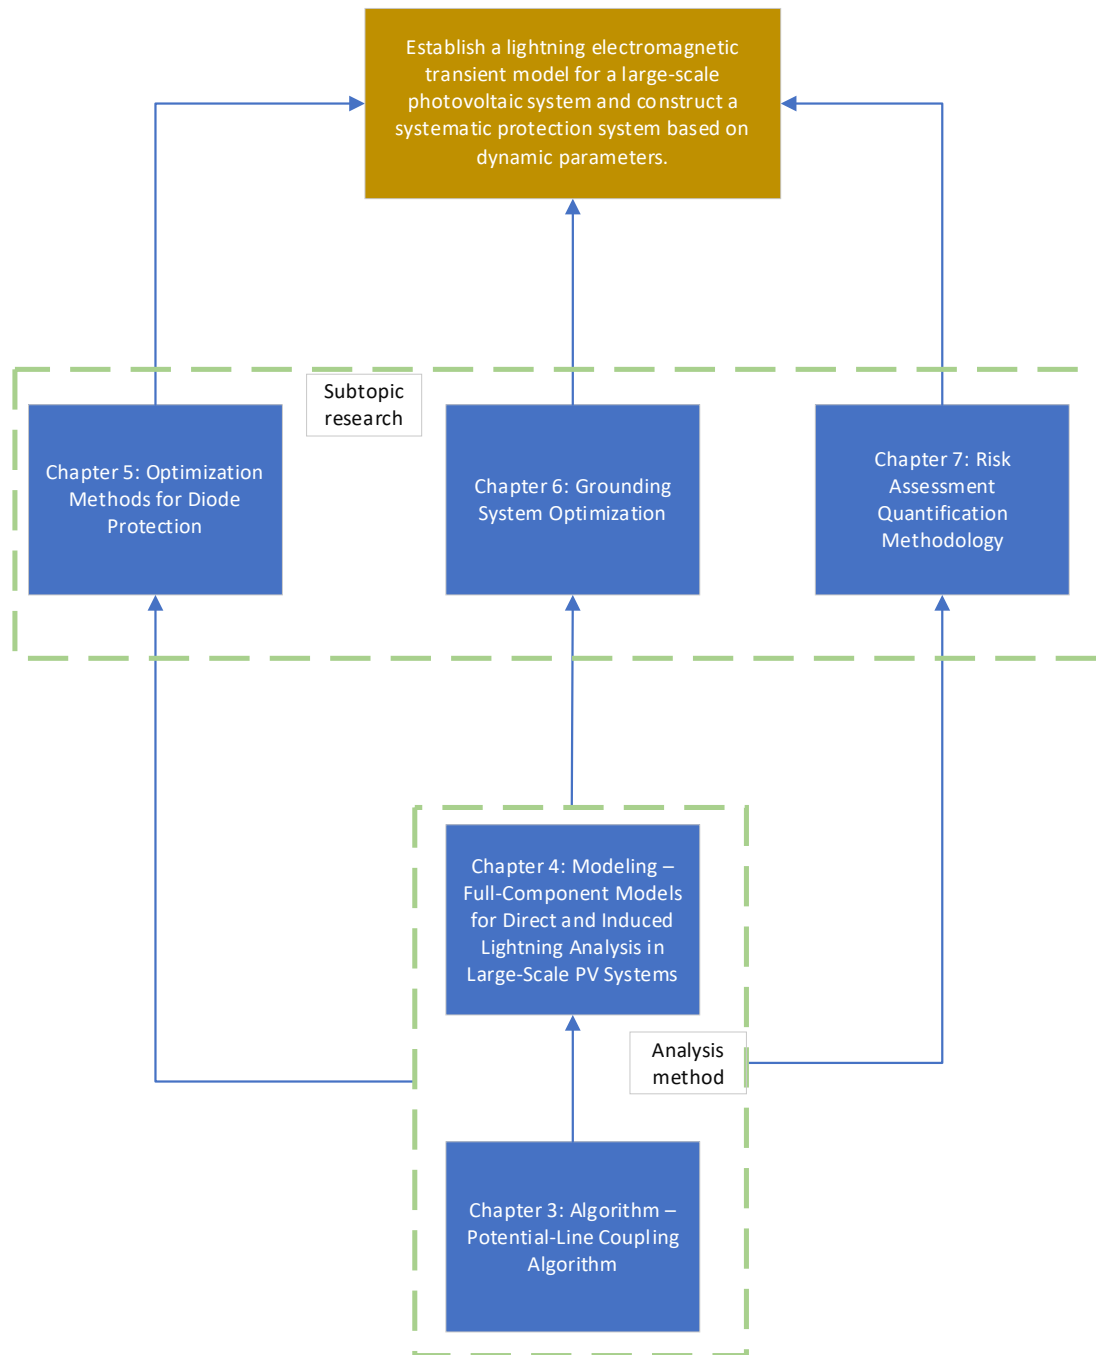 Establish a lightning electromagnetic
transient model for a large-scale
photovoltaic system and construct a
systematic protection system based on
dynamic parameters.
Subtopic
research
Chapter 5: Optimization
Methods for Diode
Protection
Chapter 6: Grounding
System Optimization
Chapter 7: Risk
Assessment
Quantification
Methodology
Chapter 4: Modeling –
Full-Component Models
for Direct and Induced
Lightning Analysis in
Large-Scale PV Systems
Analysis
method
Chapter 3: Algorithm –
Potential-Line Coupling
Algorithm